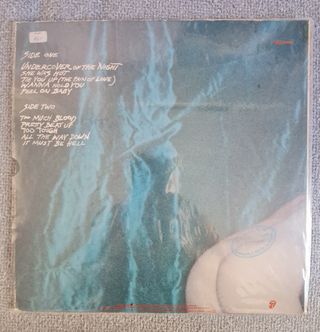 SIDE ONE
UNDERCOVER OF THE NIGHT
SHE WAS HOT
TIE YOU UP (THE PAIN OF LOVE)
WANNA HOLD YOU
FEEL ON BABY
SIDE TWO
TOO MUCH BLOOD
PRETTY BEAT UP
TOO TOUGH
ALL THE WAY DOWN
IT MUST BE HELL